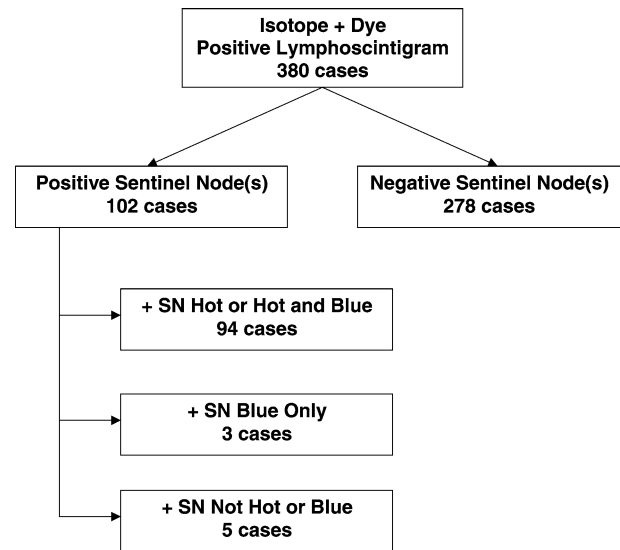 Isotope + Dye
Positive Lymphoscintigram
380 cases
Positive Sentinel Node(s)
102 cases
Negative Sentinel Node(s)
278 cases
+ SN Hot or Hot and Blue
94 cases
+ SN Blue Only
3 cases
+ SN Not Hot or Blue
5 cases